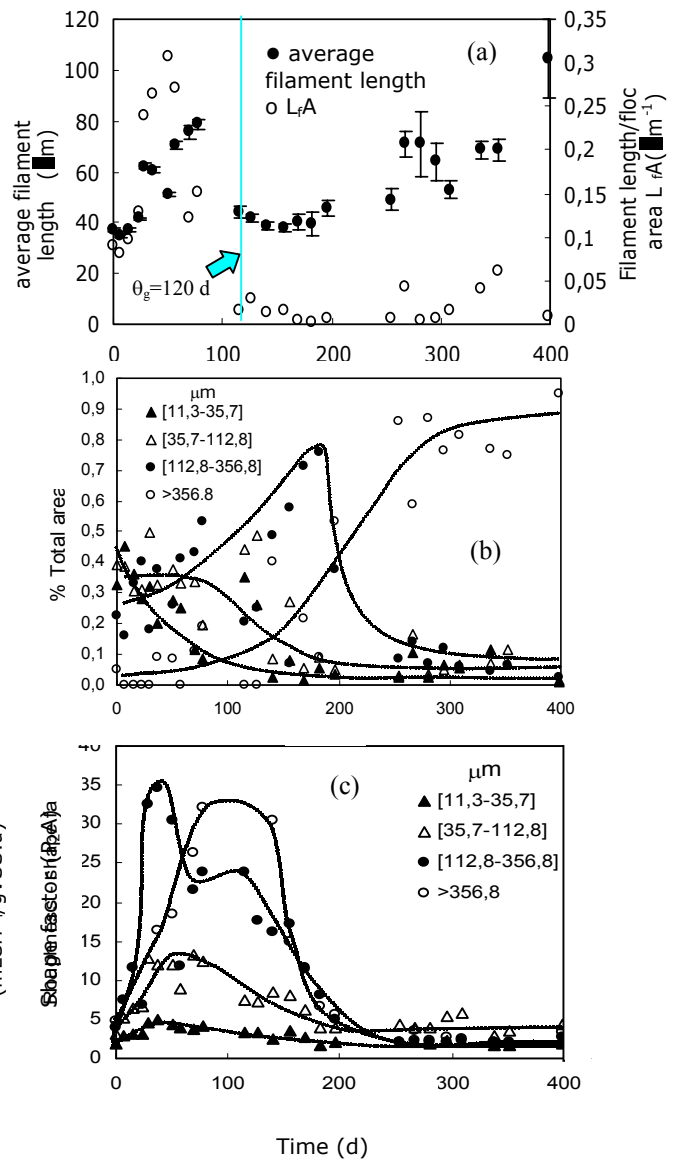 120
100
80
60
40
20
0
average filament
length (█m)
● average
filament length
o LfA
(a)
θg=120 d
0,35
0,3
0,25
0,2
0,15
0,1
0,05
0
Filament length/floc
area L fA(█m-1)
0 100 200 300 400
1,0
0,9
0,8
0,7
0,6
0,5
0,4
0,3
0,2
0,1
0,0
% Total area
μm
▲ [11,3-35,7]
△ [35,7-112,8]
● [112,8-356,8]
○ >356.8
(b)
0 100 200 300 400
40
35
30
25
20
15
10
5
0
(c)
μm
▲ [11,3-35,7]
△ [35,7-112,8]
● [112,8-356,8]
○ >356,8
0 100 200 300 400
Time (d)